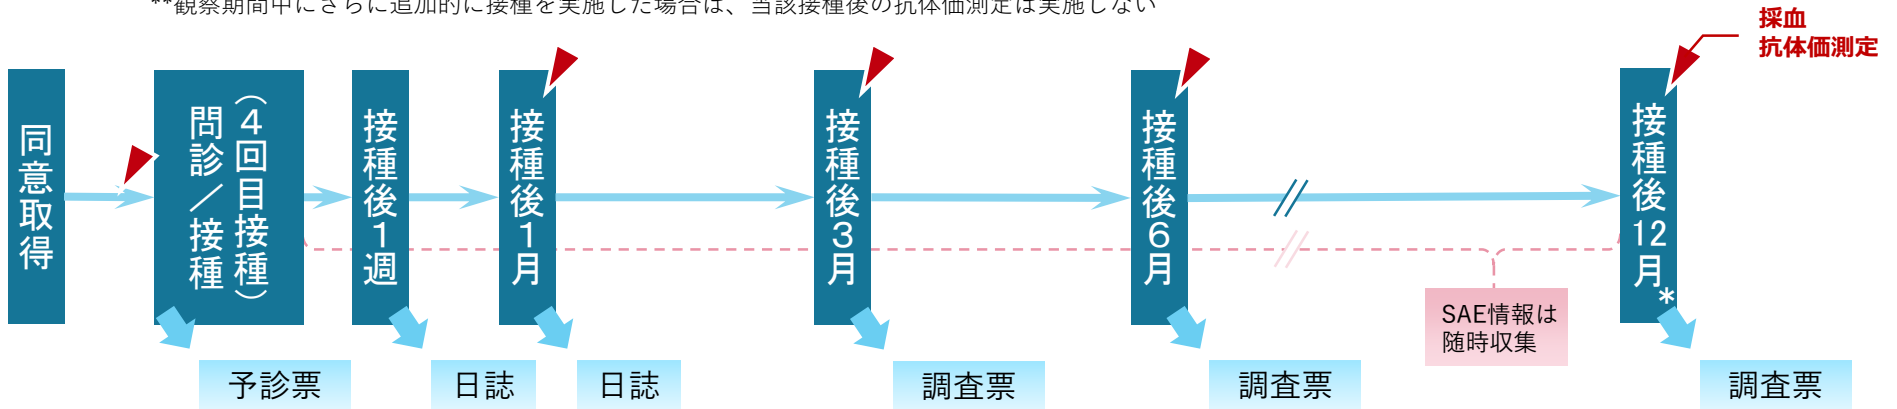 **観察期間中にさらに追加的に接種を実施した場合は、当該接種後の抗体価測定は実施しない
採血
抗体価測定
同意取得
問診／接種
（４回目接種）
接種後１週
接種後１月
接種後３月
接種後６月
接種後12月*
SAE情報は
随時収集
予診票
日誌
日誌
調査票
調査票
調査票